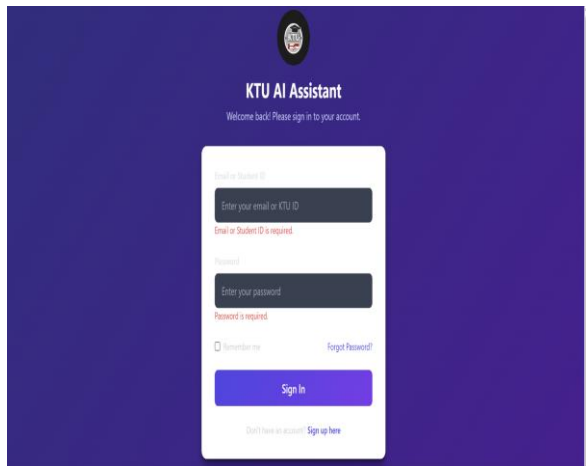 KTU AI Assistant
Welcome back! Please sign in to your account.
Email or Student ID
Enter your email or KTU ID
Email or Student ID is required.
Password
Enter your password
Password is required.
Remember me Forgot Password?
Sign In
Don't have an account? Sign up here